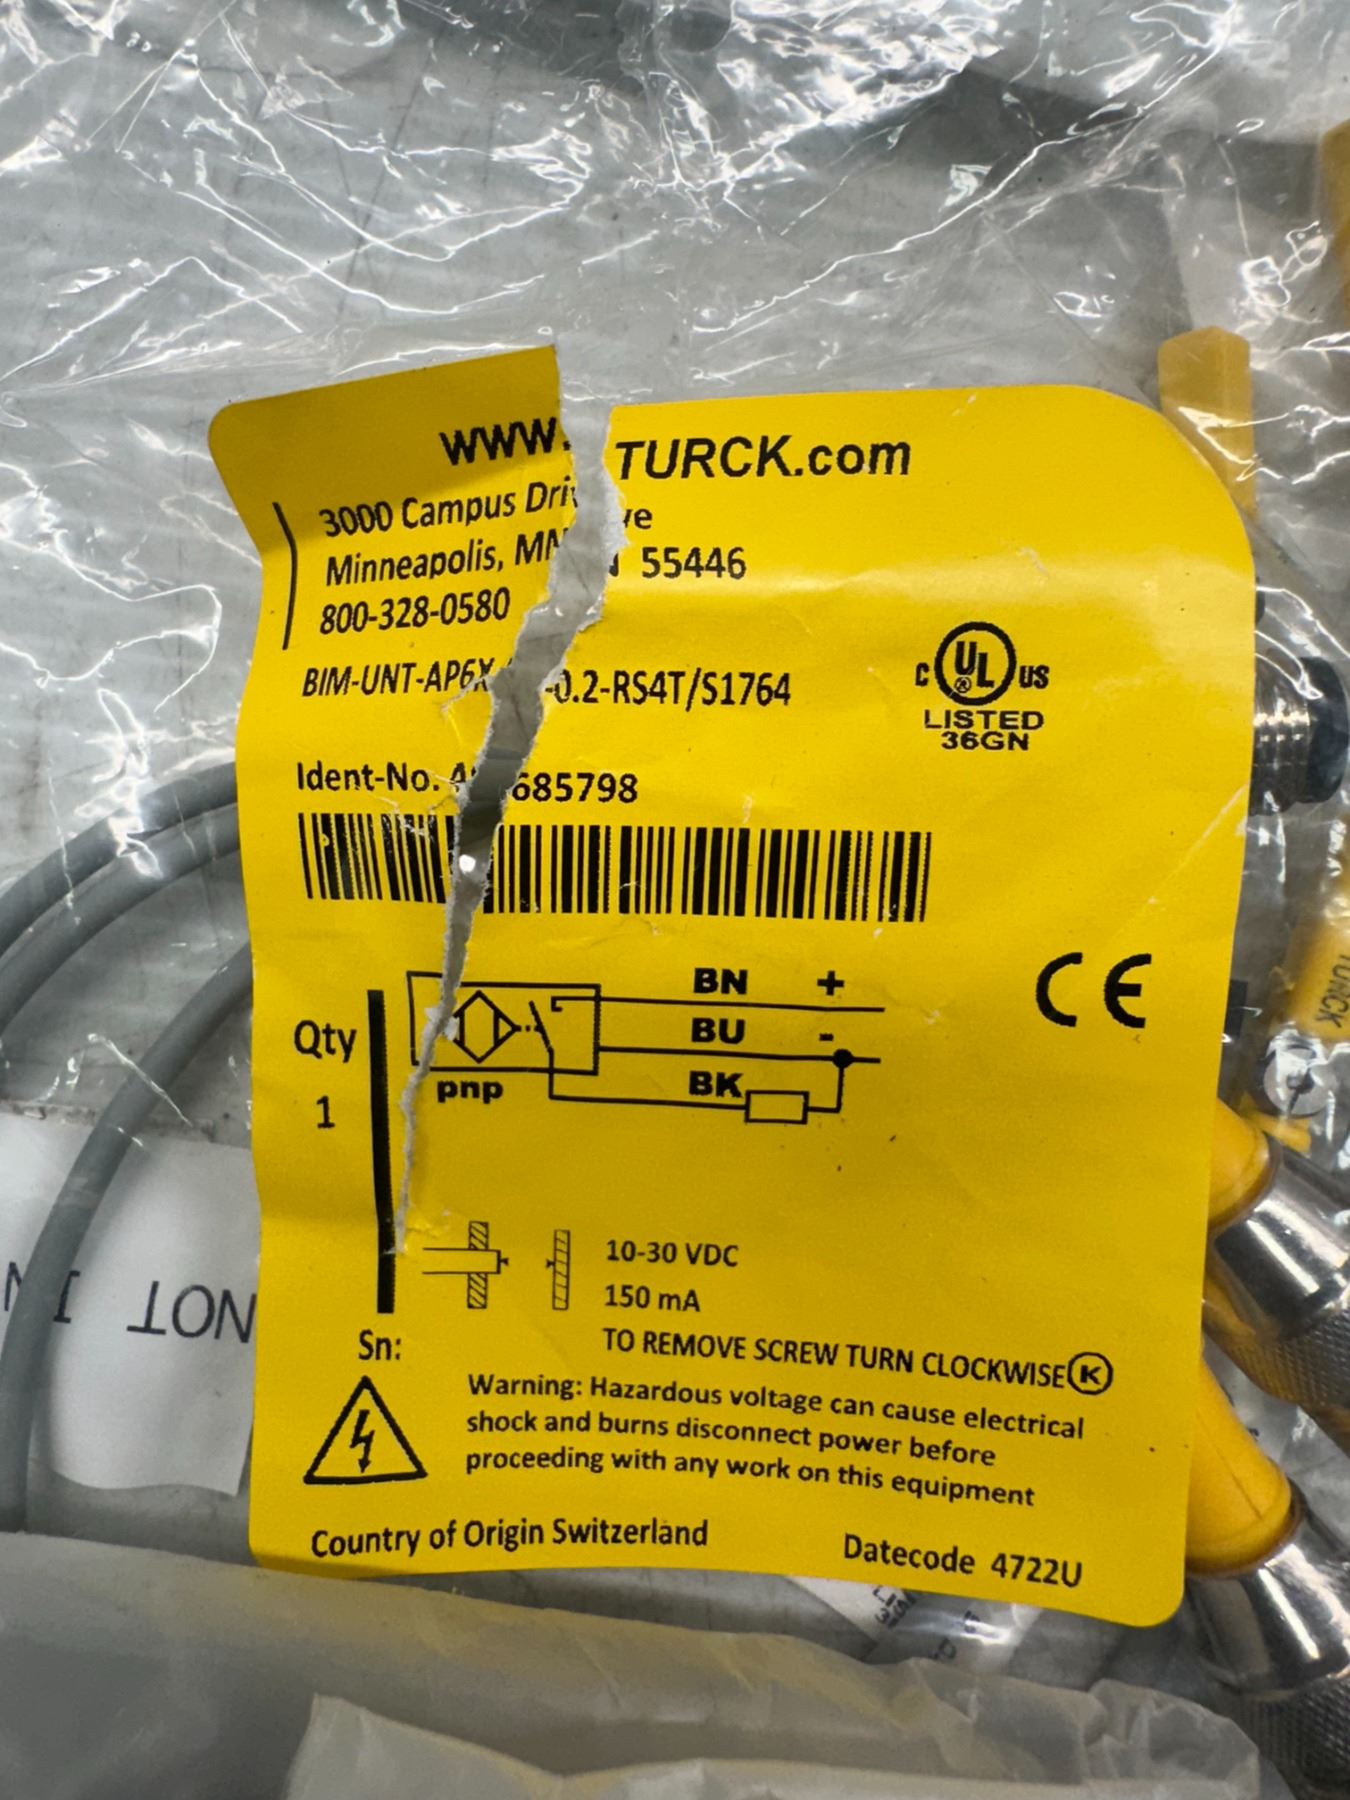 www. TURCK.com
3000 Campus Drive
Minneapolis, MN 55446
800-328-0580
BIM-UNT-AP6X -0.2-RS4T/S1764
C UL US
LISTED
36GN
Ident-No. 4 685798
BN +
BU -
BK
pnp
CE
Qty
1
10-30 VDC
150 mA
TO REMOVE SCREW TURN CLOCKWISE K
Sn:
Warning: Hazardous voltage can cause electrical
shock and burns disconnect power before
proceeding with any work on this equipment
Country of Origin Switzerland Datecode 4722U
NOT
TURCK